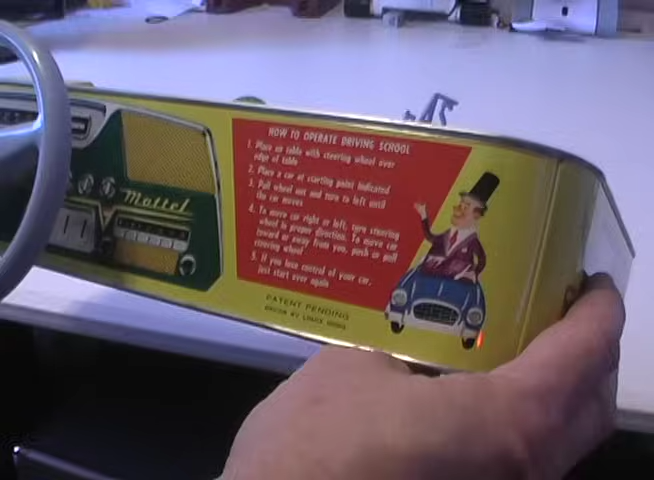 Mattel
HOW TO OPERATE DRIVING SCHOOL
1. Place on table with steering wheel over
edge of table
2. Place a car at starting point indicated
3. Pull wheel out and turn to left until
the car moves
4. To move car right or left, turn steering
wheel in proper direction. To move car
toward or away from you, push or pull
steering wheel
5. If you lose control of your car,
just start over again
PATENT PENDING